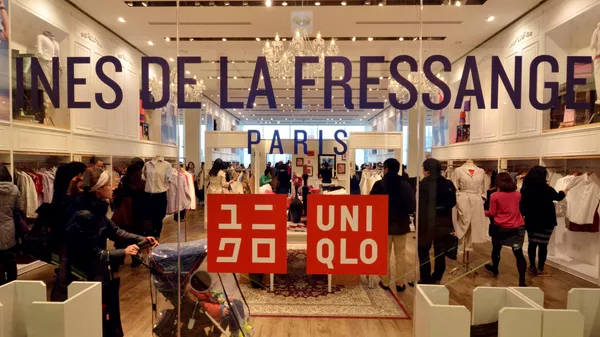 INES DE LA FRESSANGE
PARIS
ユニ
クロ
UNI
QLO